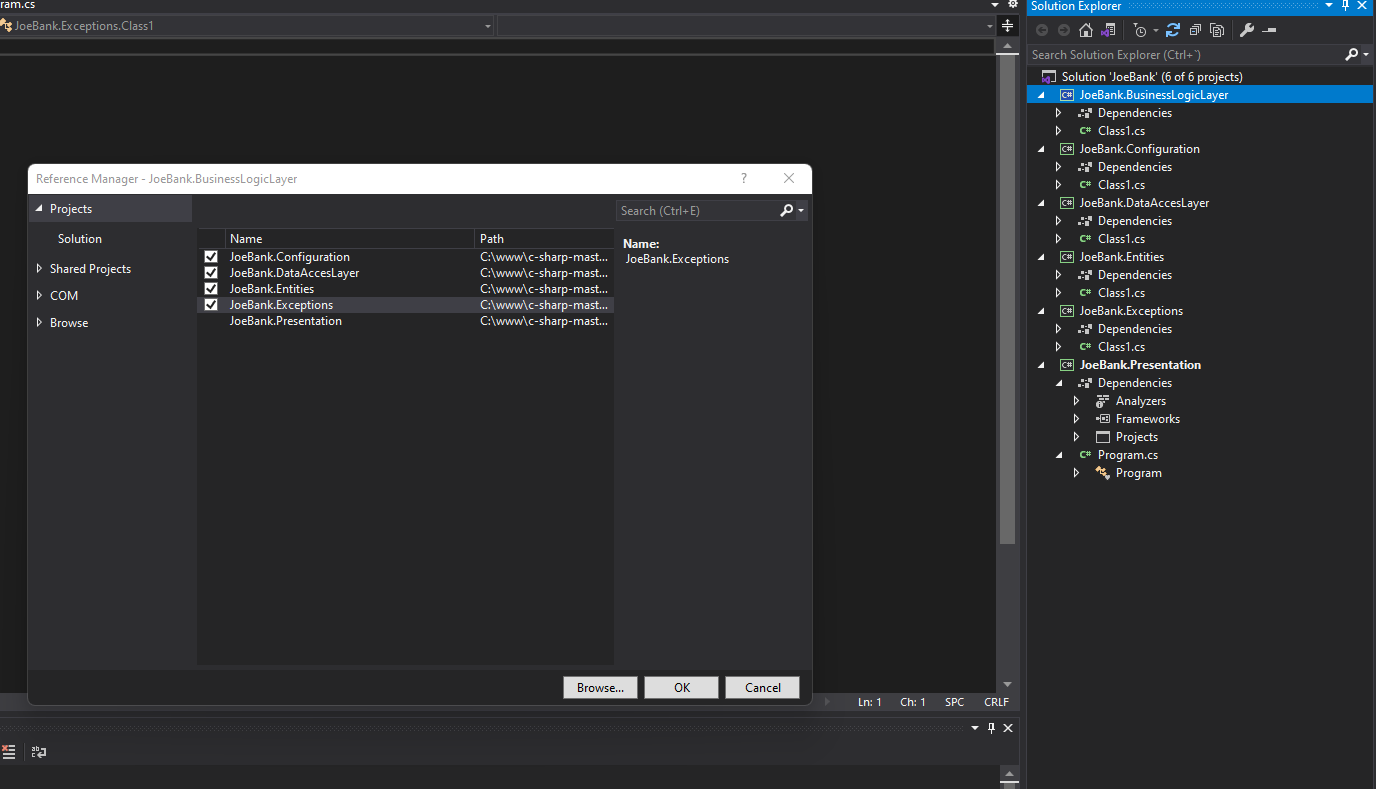 ram.cs
JoeBank.Exceptions.Class1
Reference Manager - JoeBank.BusinessLogicLayer
?
Projects
Solution
Shared Projects
COM
Browse
Search (Ctrl+E)
Name Path
JoeBank.Configuration C:\www\c-sharp-mast...
JoeBank.DataAccesLayer C:\www\c-sharp-mast...
JoeBank.Entities C:\www\c-sharp-mast...
JoeBank.Exceptions C:\www\c-sharp-mast...
JoeBank.Presentation C:\www\c-sharp-mast...
Name:
JoeBank.Exceptions
Browse... OK Cancel
Ln: 1 Ch: 1 SPC CRLF
Solution Explorer
Search Solution Explorer (Ctrl+¨)
Solution 'JoeBank' (6 of 6 projects)
C# JoeBank.BusinessLogicLayer
Dependencies
C# Class1.cs
C# JoeBank.Configuration
Dependencies
C# Class1.cs
C# JoeBank.DataAccesLayer
Dependencies
C# Class1.cs
C# JoeBank.Entities
Dependencies
C# Class1.cs
C# JoeBank.Exceptions
Dependencies
C# Class1.cs
C# JoeBank.Presentation
Dependencies
Analyzers
Frameworks
Projects
C# Program.cs
Program